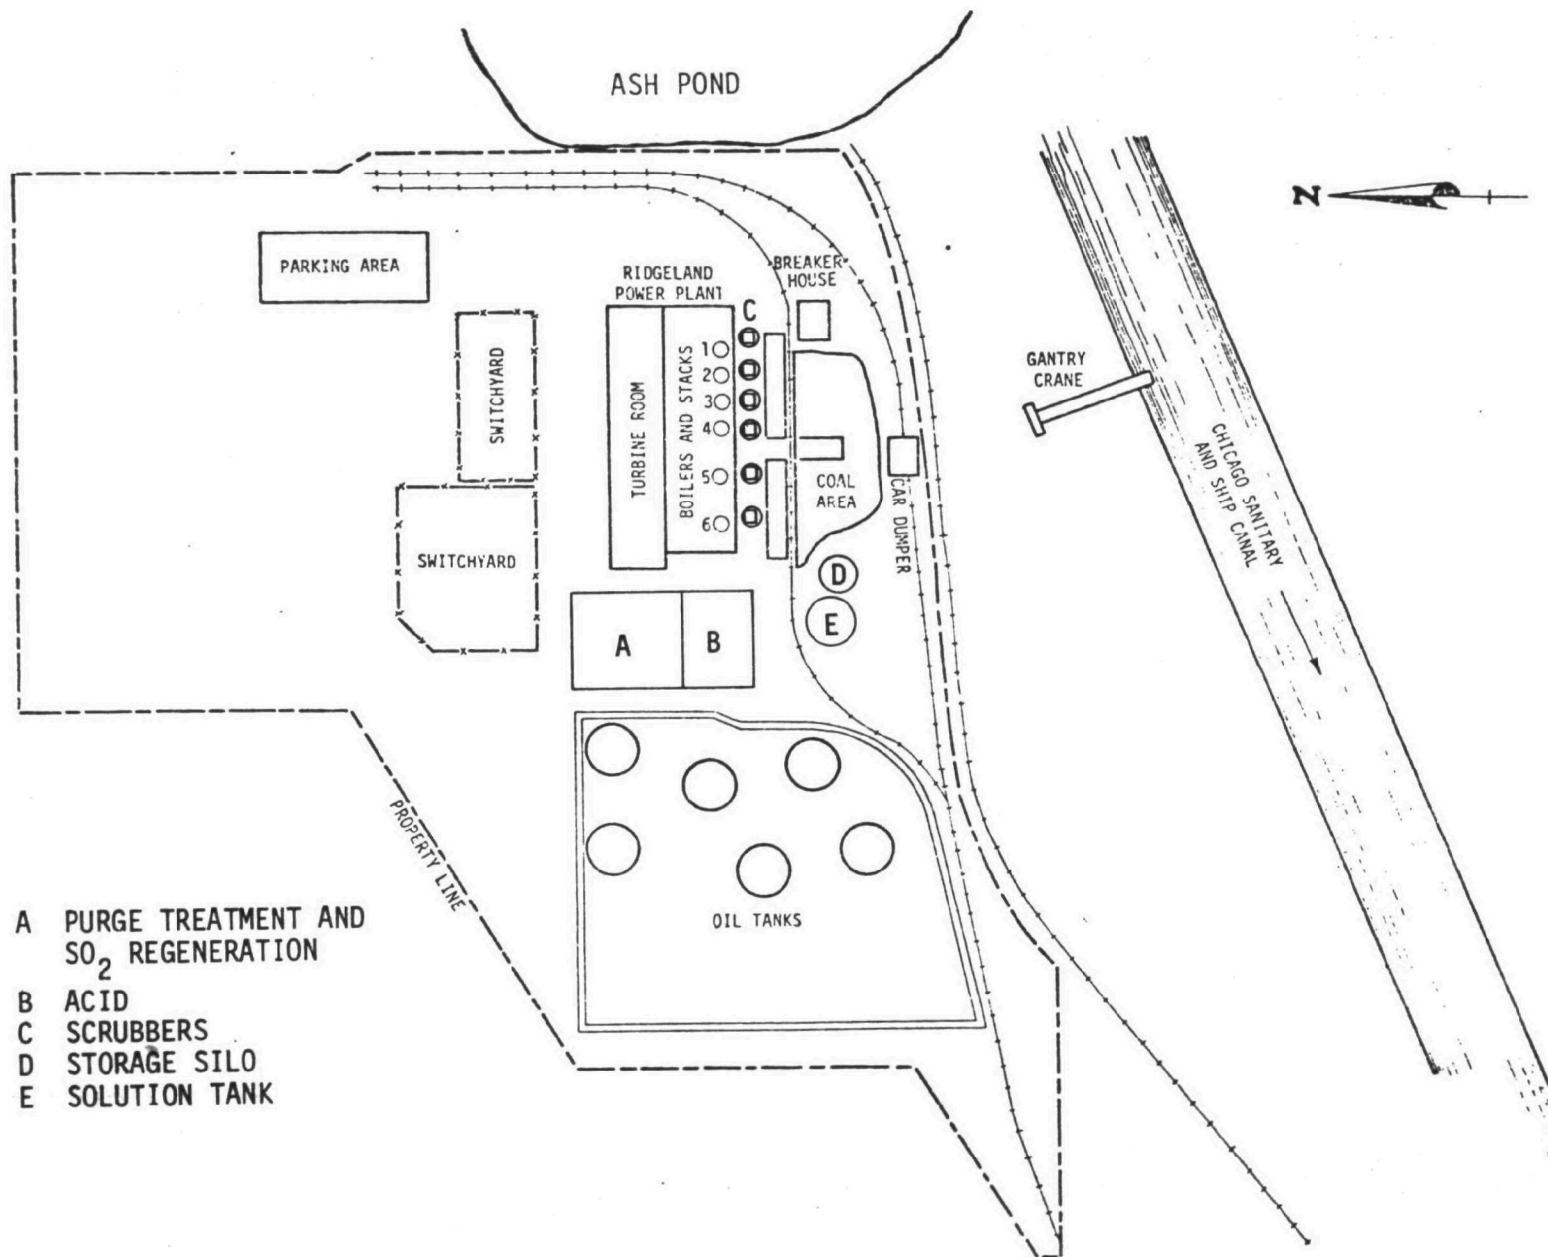 ASH POND
N
PARKING AREA
RIDGELAND
POWER PLANT
BREAKER
HOUSE
C
SWITCHYARD
TURBINE ROOM
BOILERS AND STACKS
1
2
3
4
5
6
COAL
AREA
CAR DUMPER
GANTRY
CRANE
CHICAGO SANITARY
AND SHIP CANAL
SWITCHYARD
D
E
A
B
PROPERTY LINE
OIL TANKS
A PURGE TREATMENT AND
SO2 REGENERATION
B ACID
C SCRUBBERS
D STORAGE SILO
E SOLUTION TANK